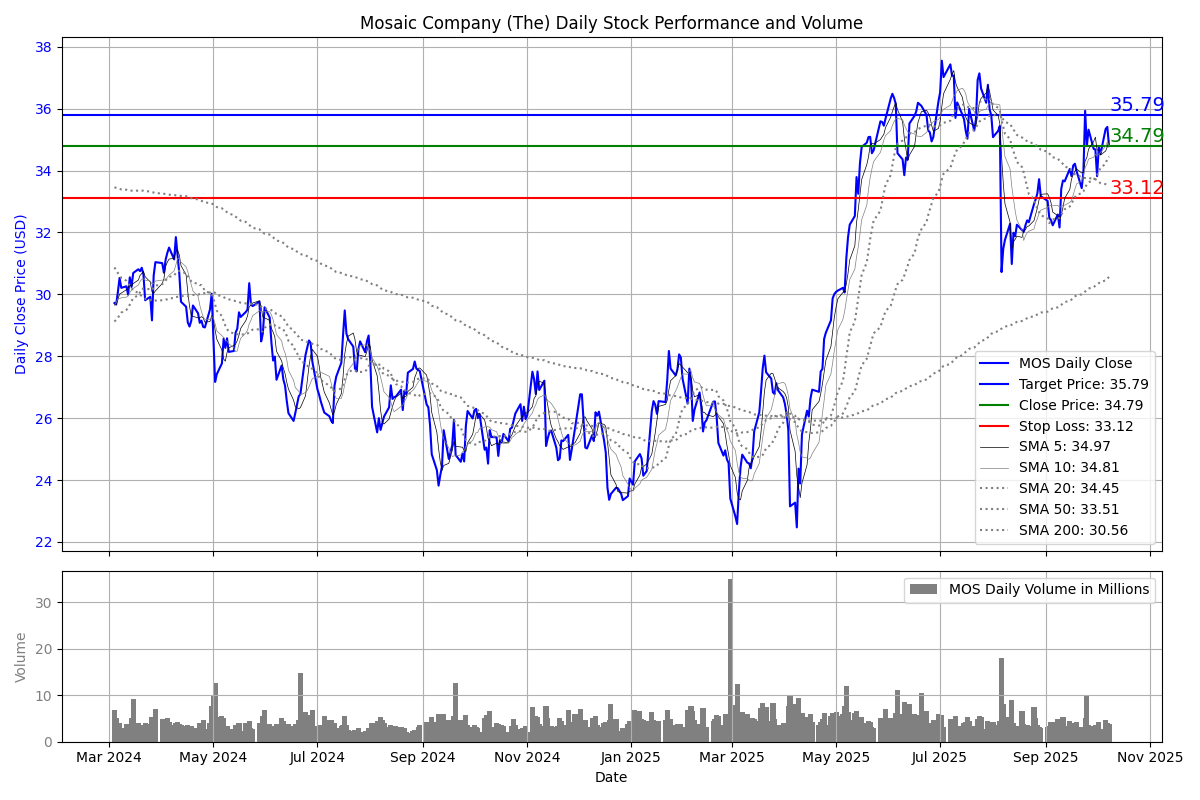 Mosaic Company (The) Daily Stock Performance and Volume
Daily Close Price (USD)
38
36
34
32
30
28
26
24
22
35.79
34.79
33.12
MOS Daily Close
Target Price: 35.79
Close Price: 34.79
Stop Loss: 33.12
SMA 5: 34.97
SMA 10: 34.81
SMA 20: 34.45
SMA 50: 33.51
SMA 200: 30.56
Volume
30
20
10
0
MOS Daily Volume in Millions
Mar 2024 May 2024 Jul 2024 Sep 2024 Nov 2024 Jan 2025 Mar 2025 May 2025 Jul 2025 Sep 2025 Nov 2025
Date